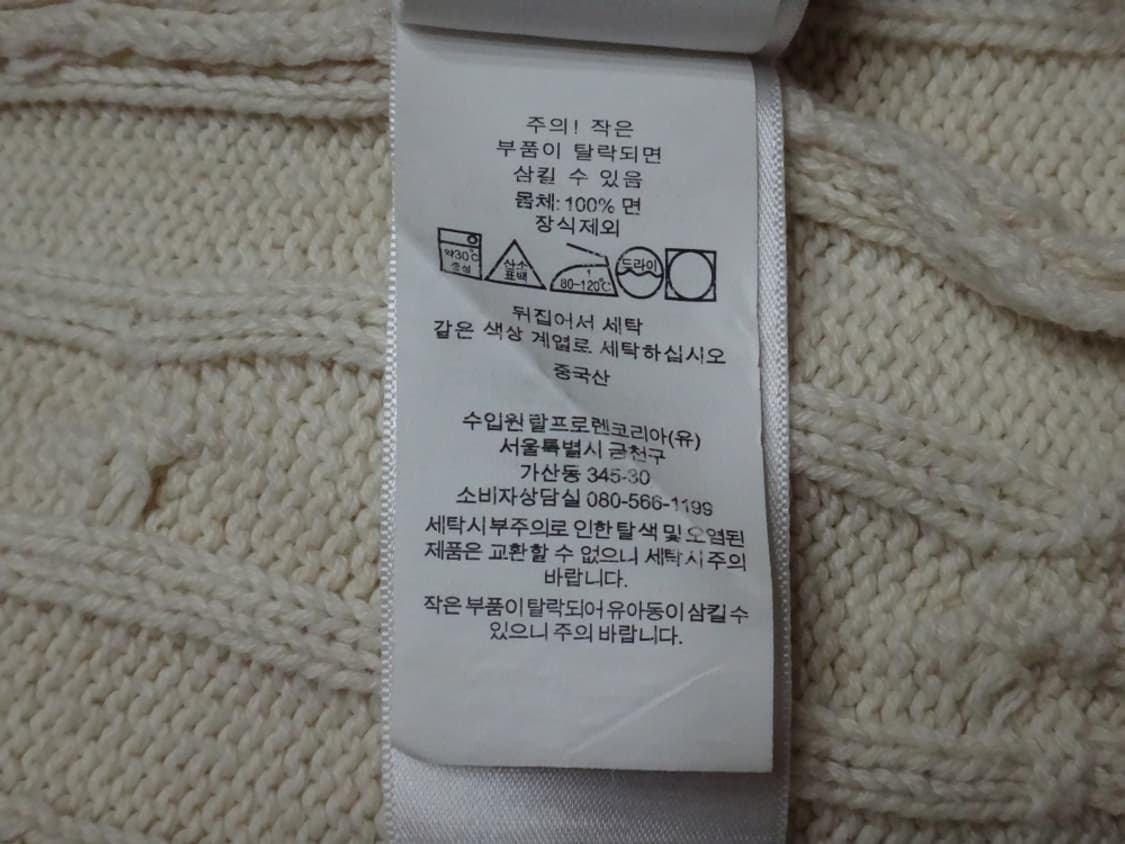 주의! 작은
부품이 탈락되면
삼킬 수 있음
몸체: 100% 면
장식제외
약30℃ 산소 드라이
중성 표백 80-120℃
뒤집어서 세탁
같은 색상 계열로 세탁하십시오
중국산
수입원 랄프로렌코리아(유)
서울특별시 금천구
가산동 345-30
소비자상담실 080-566-1199
세탁시 부주의로 인한 탈색 및 오염된
제품은 교환할 수 없으니 세탁시 주의
바랍니다.
작은 부품이 탈락되어 유아동이 삼킬 수
있으니 주의 바랍니다.